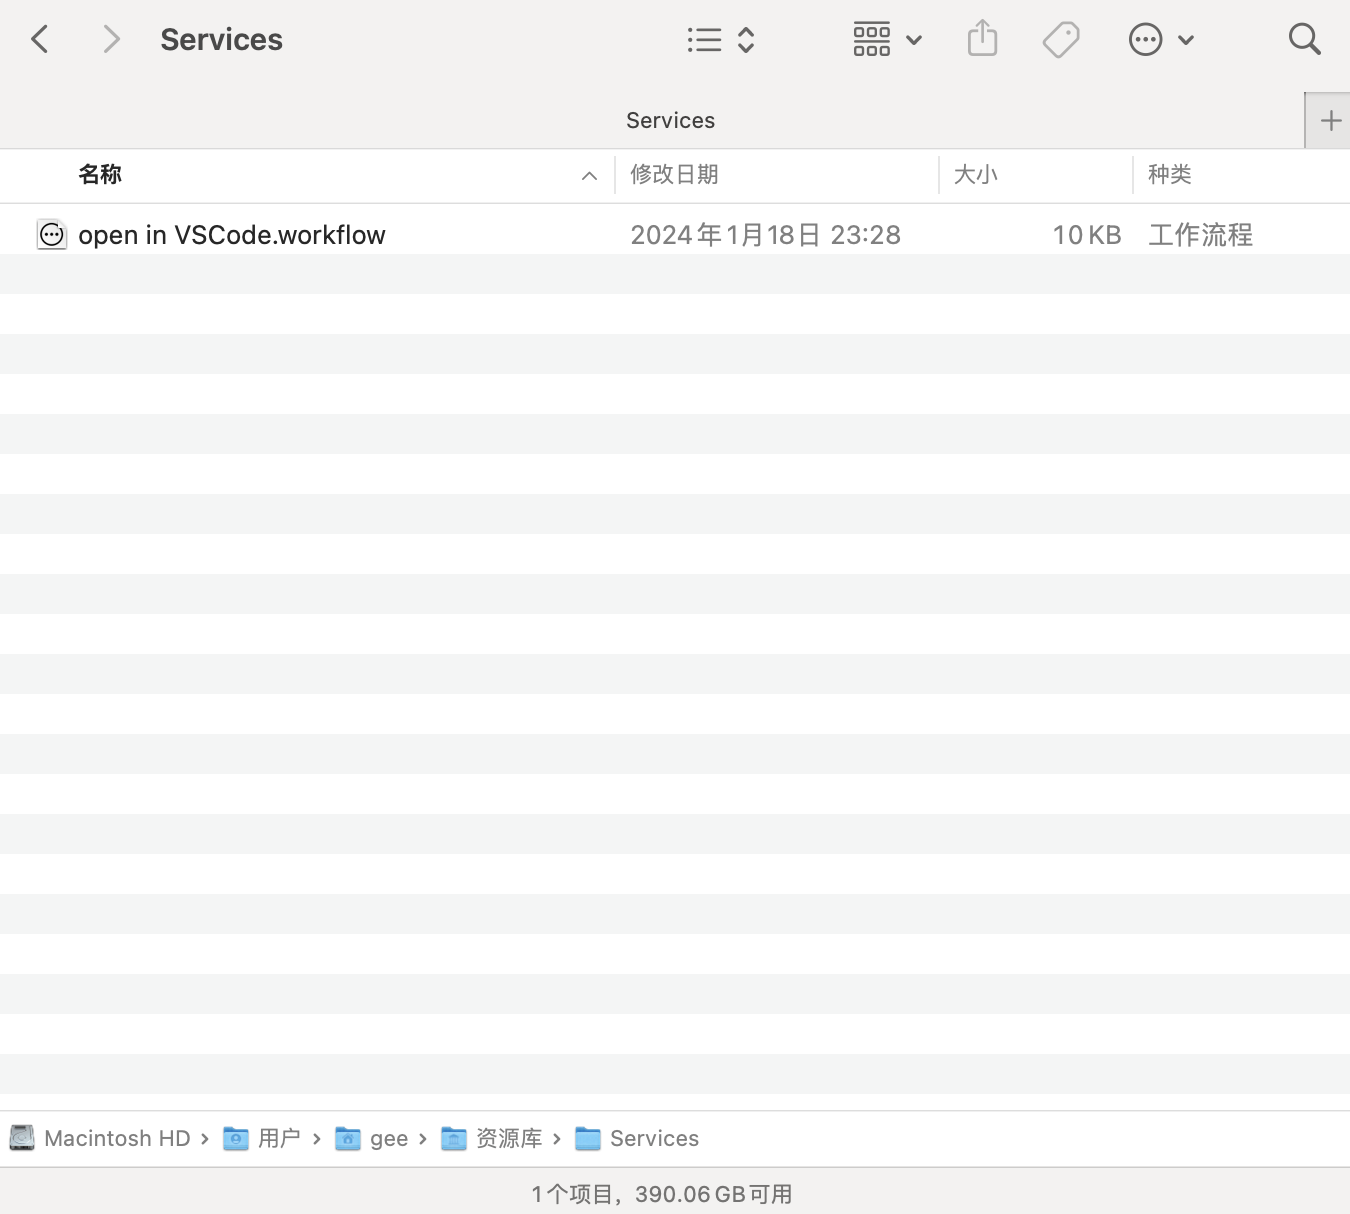 Services
Services
名称 修改日期 大小 种类
open in VSCode.workflow 2024年1月18日 23:28 10 KB 工作流程
Macintosh HD › 用户 › gee › 资源库 › Services
1个项目，390.06 GB可用